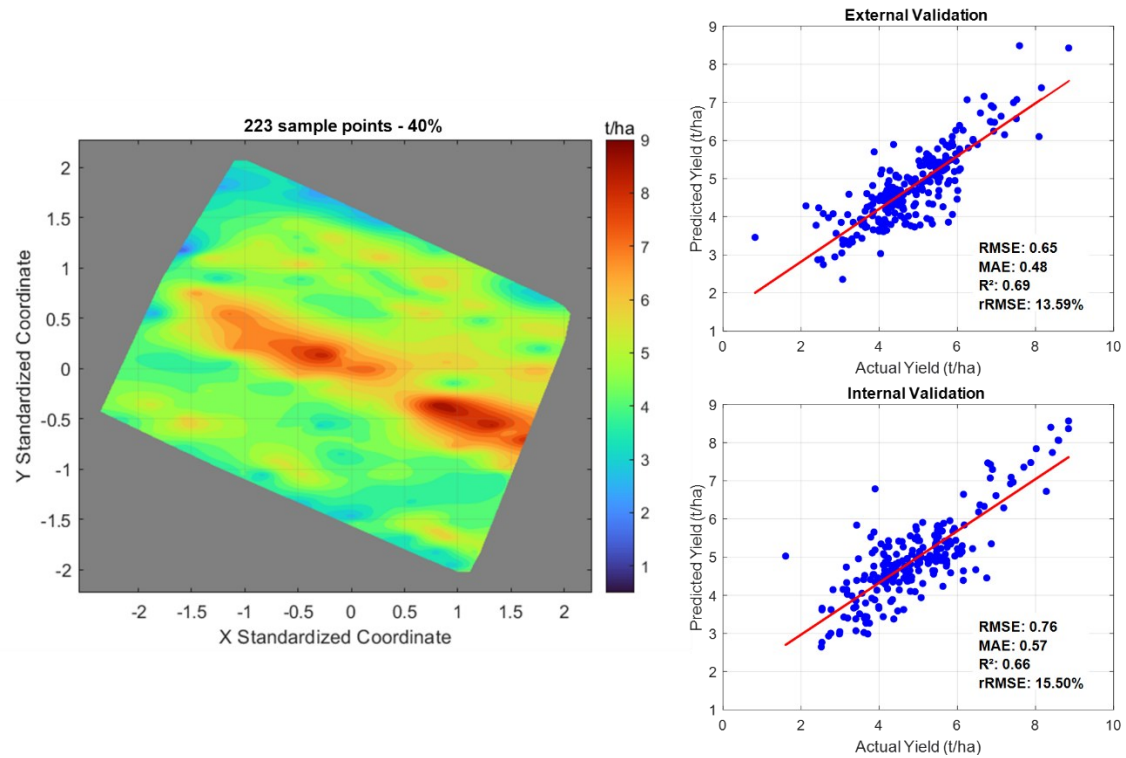 223 sample points - 40%
t/ha
9
8
7
6
5
4
3
2
1
2
1.5
1
0.5
0
-0.5
-1
-1.5
-2
Y Standardized Coordinate
-2 -1.5 -1 -0.5 0 0.5 1 1.5 2
X Standardized Coordinate
External Validation
9
8
7
6
5
4
3
2
1
Predicted Yield (t/ha)
RMSE: 0.65
MAE: 0.48
R²: 0.69
rRMSE: 13.59%
0 2 4 6 8 10
Actual Yield (t/ha)
Internal Validation
9
8
7
6
5
4
3
2
1
Predicted Yield (t/ha)
RMSE: 0.76
MAE: 0.57
R²: 0.66
rRMSE: 15.50%
0 2 4 6 8 10
Actual Yield (t/ha)